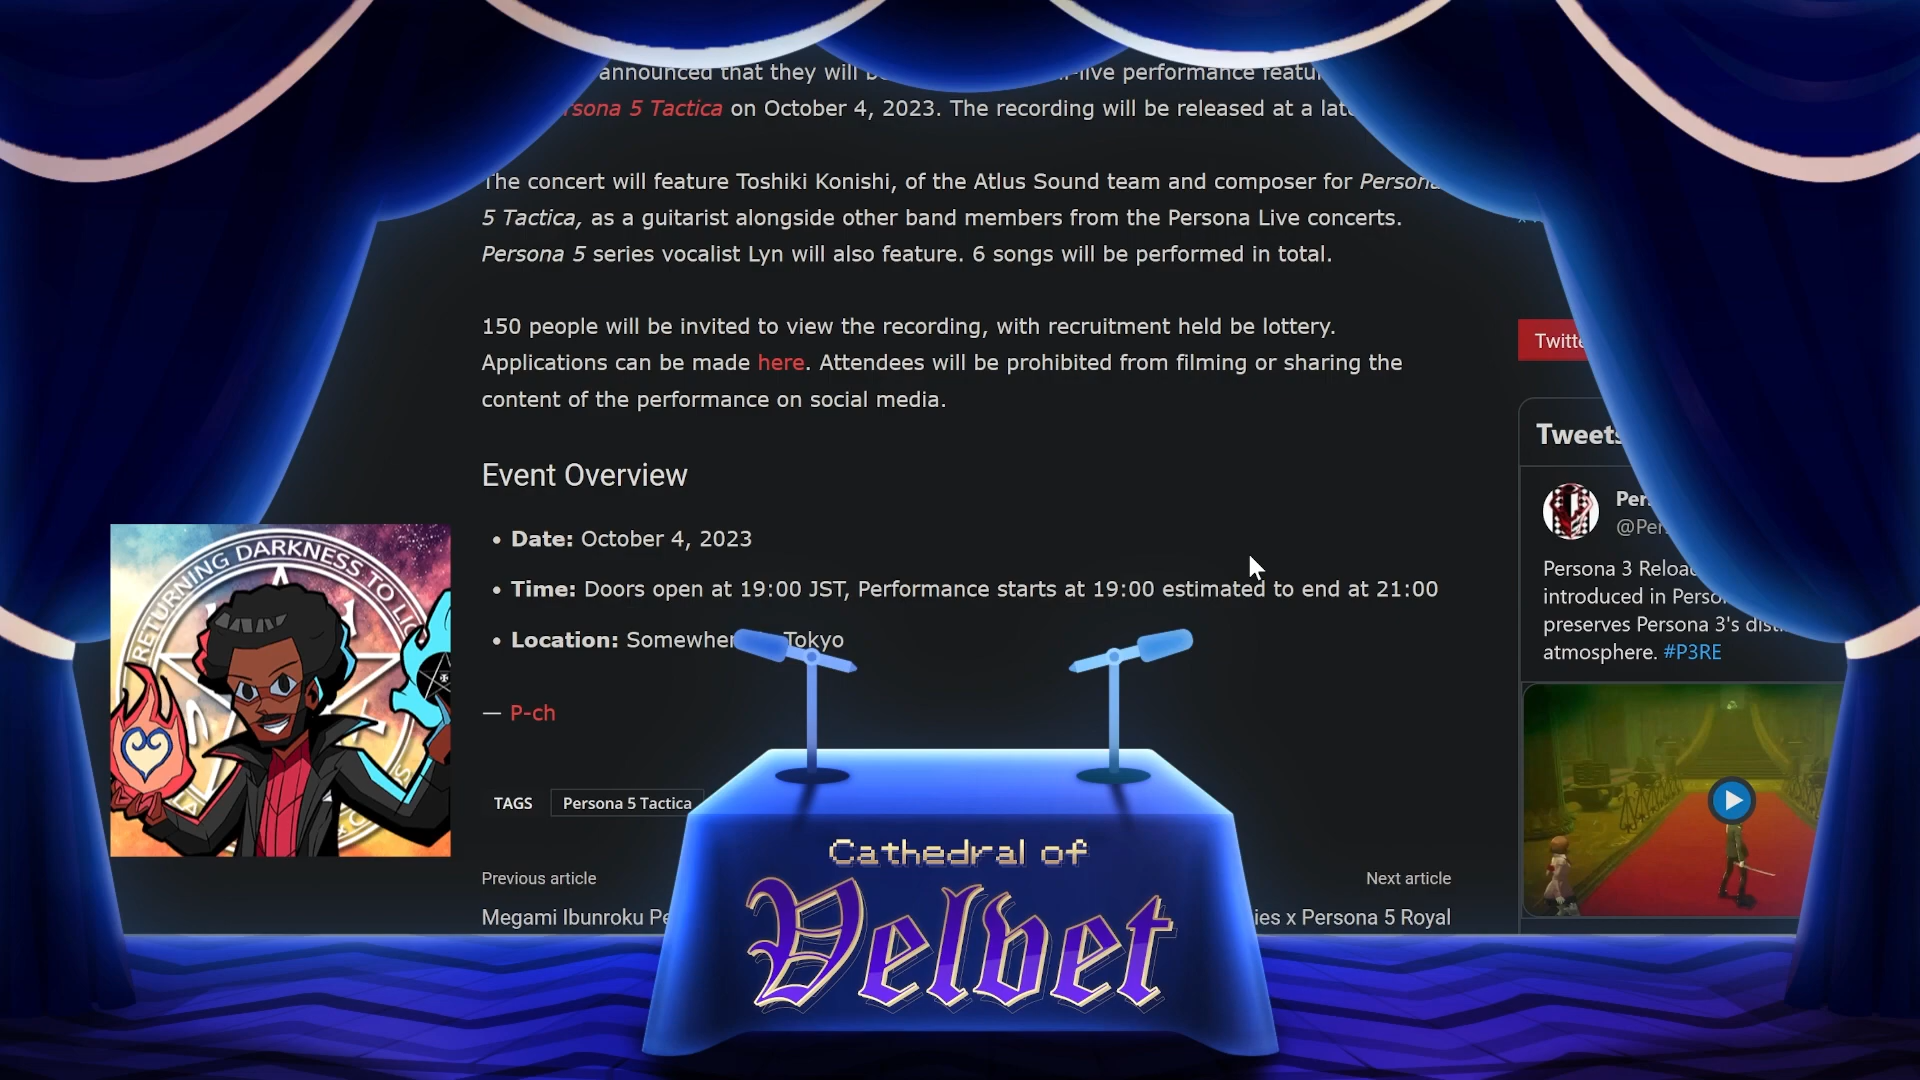 announced that they will
live performance
Persona 5 Tactica on October 4, 2023. The recording will be released at a
The concert will feature Toshiki Konishi, of the Atlus Sound team and composer for Persona
5 Tactica, as a guitarist alongside other band members from the Persona Live concerts.
Persona 5 series vocalist Lyn will also feature. 6 songs will be performed in total.
150 people will be invited to view the recording, with recruitment held be lottery.
Applications can be made here. Attendees will be prohibited from filming or sharing the
content of the performance on social media.
Event Overview
• Date: October 4, 2023
• Time: Doors open at 19:00 JST, Performance starts at 19:00 estimated to end at 21:00
• Location: Tokyo
— P-ch
TAGS Persona 5 Tactica
Previous article
Megami Ibunroku
Next article
x Persona 5 Royal
Tweets
Persona 3
introduced in
preserves Persona 3's
atmosphere. #P3RE
RETURNING DARKNESS TO
Cathedral of
Velvet